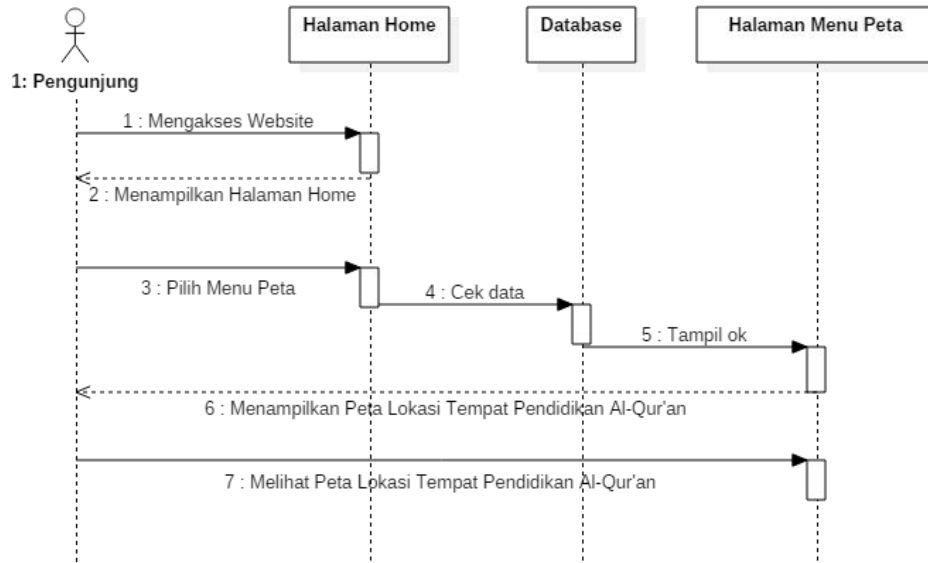 Halaman Home
Database
Halaman Menu Peta
1: Pengunjung
1 : Mengakses Website
2 : Menampilkan Halaman Home
3 : Pilih Menu Peta
4 : Cek data
5 : Tampil ok
6 : Menampilkan Peta Lokasi Tempat Pendidikan Al-Qur'an
7 : Melihat Peta Lokasi Tempat Pendidikan Al-Qur'an